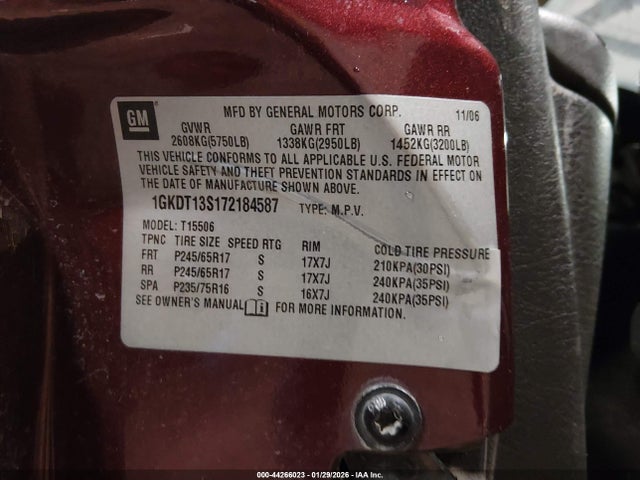 GM
MFD BY GENERAL MOTORS CORP. 11/06
GVWR GAWR FRT GAWR RR
2608KG(5750LB) 1338KG(2950LB) 1452KG(3200LB)
THIS VEHICLE CONFORMS TO ALL APPLICABLE U.S. FEDERAL MOTOR
VEHICLE SAFETY AND THEFT PREVENTION STANDARDS IN EFFECT ON
THE DATE OF MANUFACTURE SHOWN ABOVE.
1GKDT13S172184587 TYPE: M.P.V.
MODEL: T15506
TPNC TIRE SIZE SPEED RTG RIM COLD TIRE PRESSURE
FRT P245/65R17 S 17X7J 210KPA(30PSI)
RR P245/65R17 S 17X7J 240KPA(35PSI)
SPA P235/75R16 S 16X7J 240KPA(35PSI)
SEE OWNER'S MANUAL FOR MORE INFORMATION.
000-44266023 | 01/29/2026 | IAA Inc.